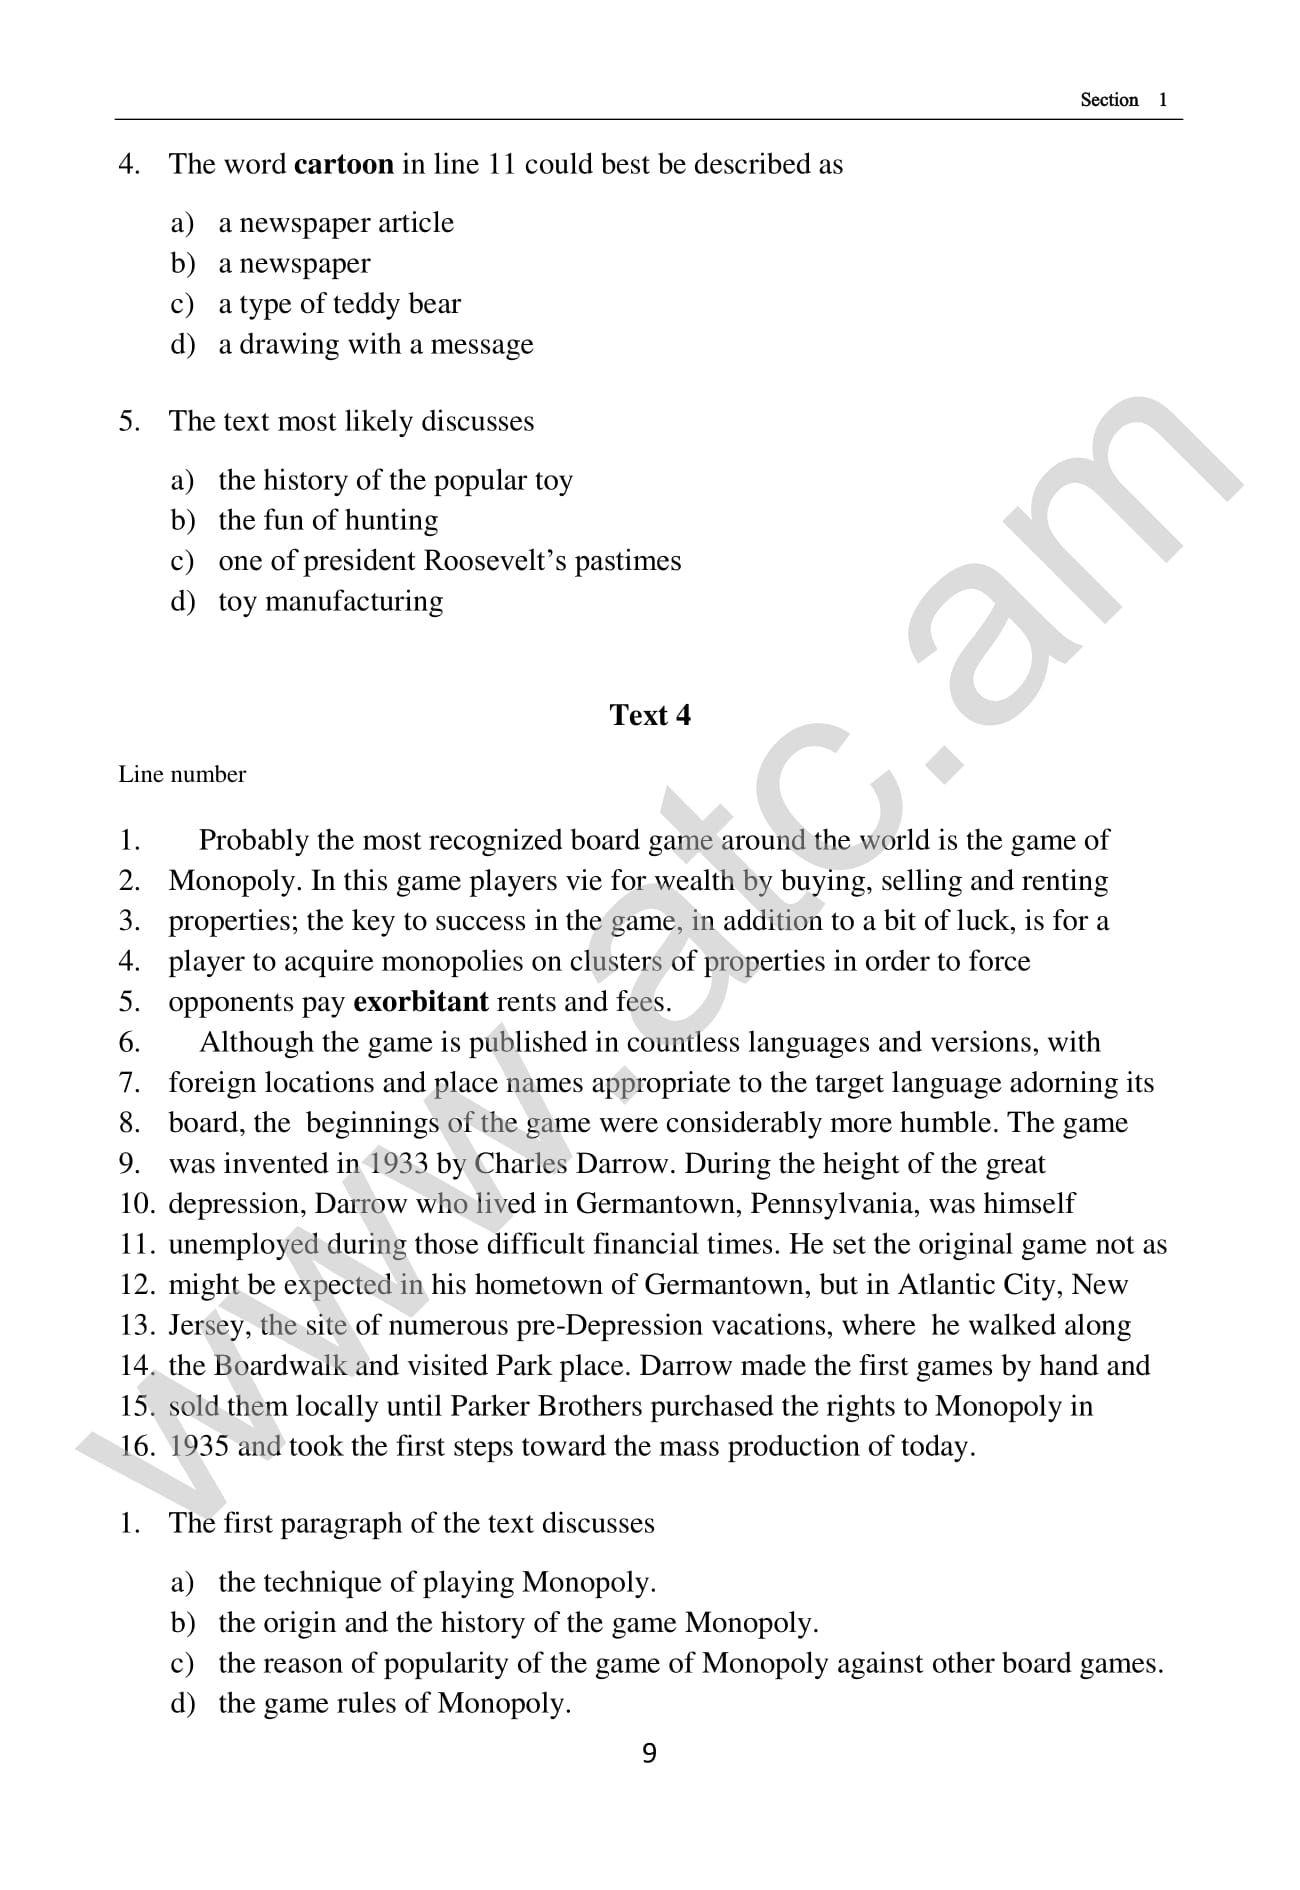 Section 1
4. The word cartoon in line 11 could best be described as
a) a newspaper article
b) a newspaper
c) a type of teddy bear
d) a drawing with a message
5. The text most likely discusses
a) the history of the popular toy
b) the fun of hunting
c) one of president Roosevelt’s pastimes
d) toy manufacturing
Text 4
Line number
1. Probably the most recognized board game around the world is the game of
2. Monopoly. In this game players vie for wealth by buying, selling and renting
3. properties; the key to success in the game, in addition to a bit of luck, is for a
4. player to acquire monopolies on clusters of properties in order to force
5. opponents pay exorbitant rents and fees.
6. Although the game is published in countless languages and versions, with
7. foreign locations and place names appropriate to the target language adorning its
8. board, the beginnings of the game were considerably more humble. The game
9. was invented in 1933 by Charles Darrow. During the height of the great
10. depression, Darrow who lived in Germantown, Pennsylvania, was himself
11. unemployed during those difficult financial times. He set the original game not as
12. might be expected in his hometown of Germantown, but in Atlantic City, New
13. Jersey, the site of numerous pre-Depression vacations, where he walked along
14. the Boardwalk and visited Park place. Darrow made the first games by hand and
15. sold them locally until Parker Brothers purchased the rights to Monopoly in
16. 1935 and took the first steps toward the mass production of today.
1. The first paragraph of the text discusses
a) the technique of playing Monopoly.
b) the origin and the history of the game Monopoly.
c) the reason of popularity of the game of Monopoly against other board games.
d) the game rules of Monopoly.
9
www.atc.am